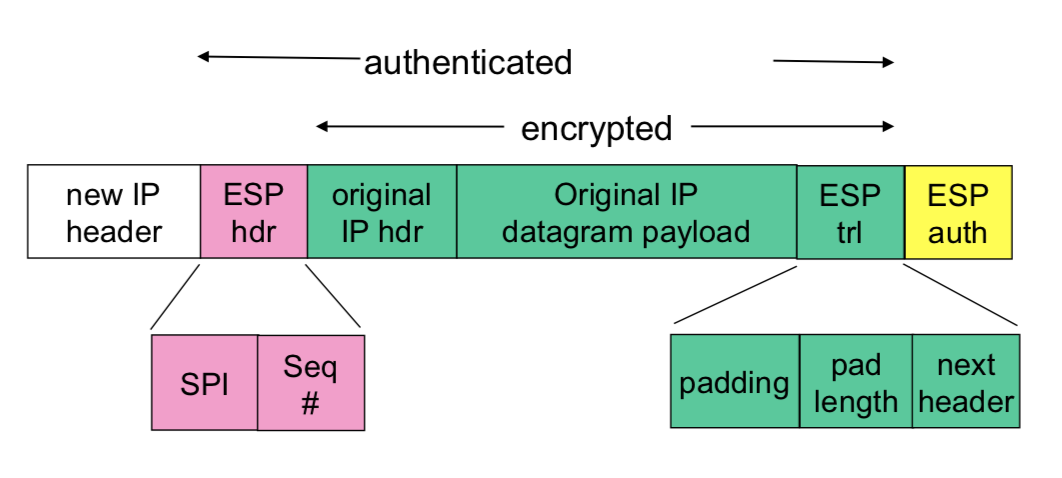 authenticated
encrypted
new IP
header
ESP
hdr
original
IP hdr
Original IP
datagram payload
ESP
trl
ESP
auth
SPI
Seq
#
padding
pad
length
next
header